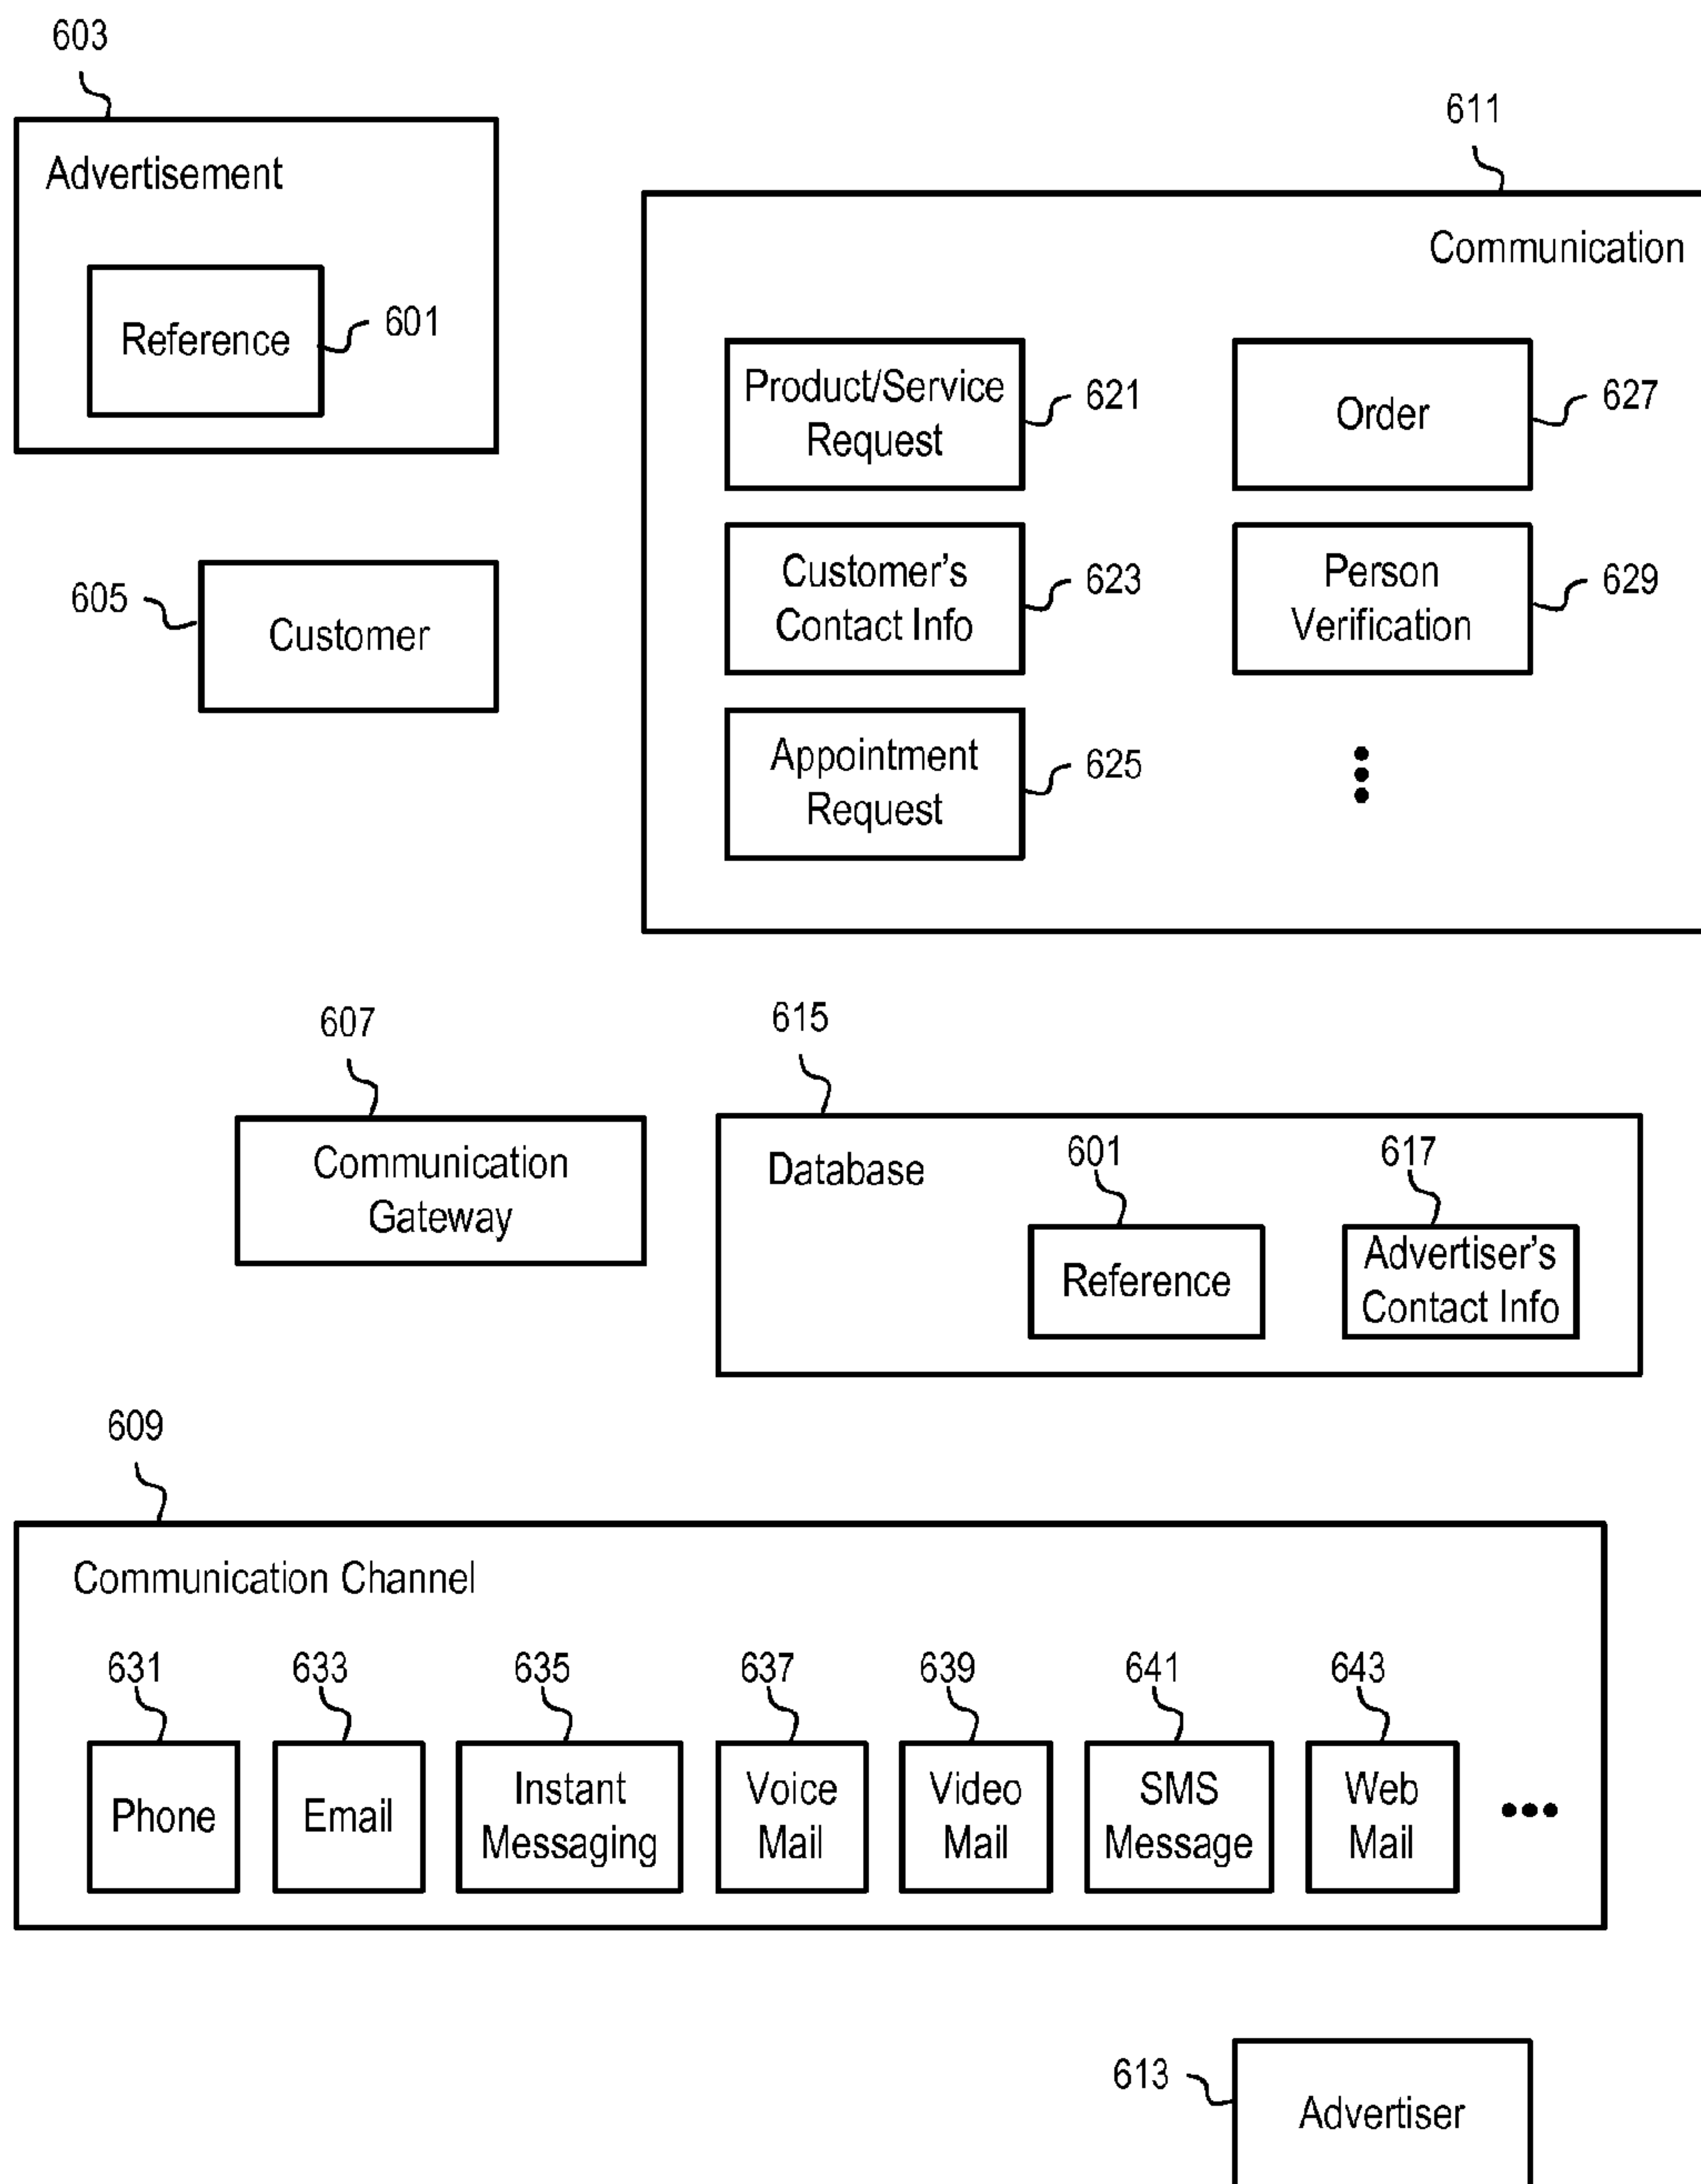 603
Advertisement
Reference
601
611
Communication
Product/Service
Request
621
Order
627
Customer's
Contact Info
623
Person
Verification
629
Appointment
Request
625
605
Customer
607
Communication
Gateway
615
Database
601
Reference
617
Advertiser's
Contact Info
609
Communication Channel
631
Phone
633
Email
635
Instant
Messaging
637
Voice
Mail
639
Video
Mail
641
SMS
Message
643
Web
Mail
613
Advertiser